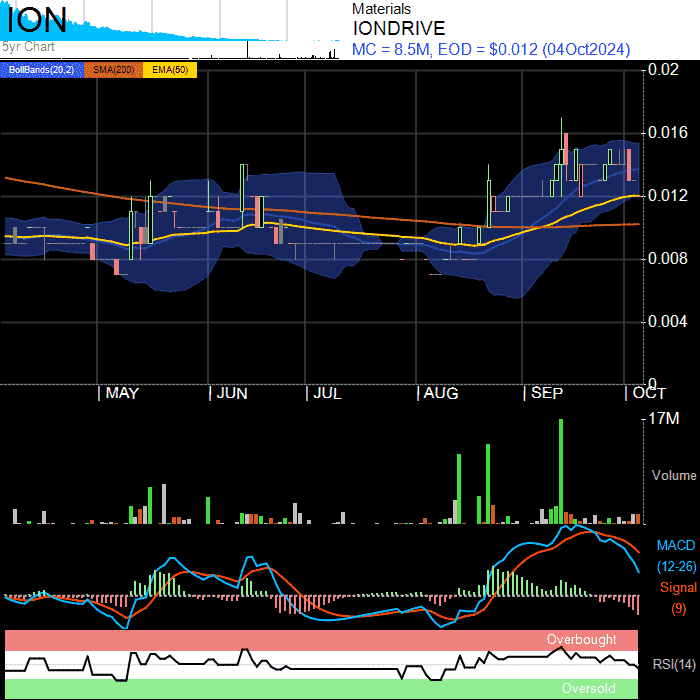 ION
5yr Chart
Materials
IONDRIVE
MC = 8.5M, EOD = $0.012 (04Oct2024)
BollBands(20,2) SMA(200) EMA(50)
0.02
0.016
0.012
0.008
0.004
0
MAY JUN JUL AUG SEP OCT
17M
Volume
MACD
(12-26)
Signal
(9)
Overbought
RSI(14)
Oversold